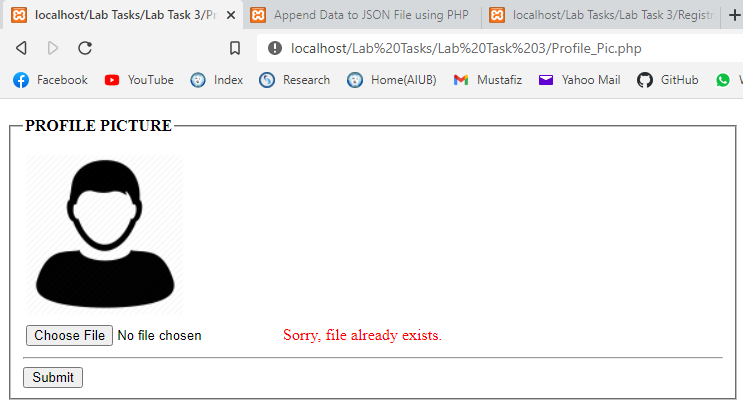 localhost/Lab Tasks/Lab Task 3/Pr
Append Data to JSON File using PHP
localhost/Lab Tasks/Lab Task 3/Registr
localhost/Lab%20Tasks/Lab%20Task%203/Profile_Pic.php
Facebook YouTube Index Research Home(AIUB) Mustafiz Yahoo Mail GitHub W
PROFILE PICTURE
Choose File No file chosen Sorry, file already exists.
Submit